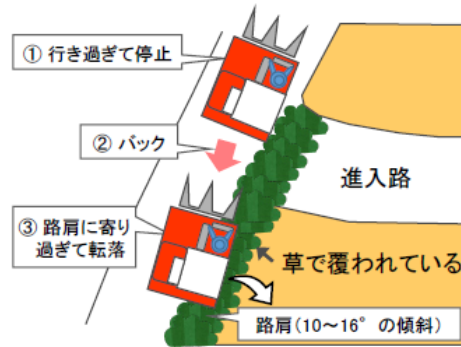 ① 行き過ぎて停止
② バック
進入路
③ 路肩に寄り
過ぎて転落
草で覆われている
路肩(10～16°の傾斜)